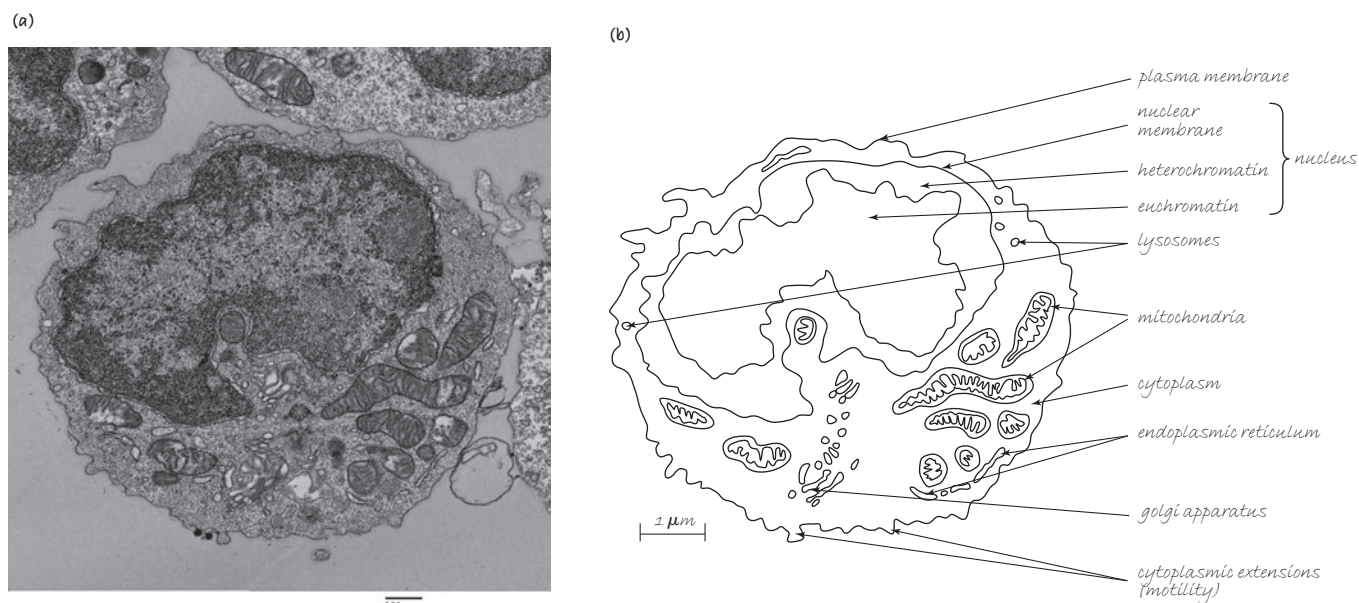 (a)
(b)
plasma membrane
nuclear
membrane
nucleus
heterochromatin
euchromatin
lysosomes
mitochondria
cytoplasm
endoplasmic reticulum
golgi apparatus
1 μm
cytoplasmic extensions
(motility)